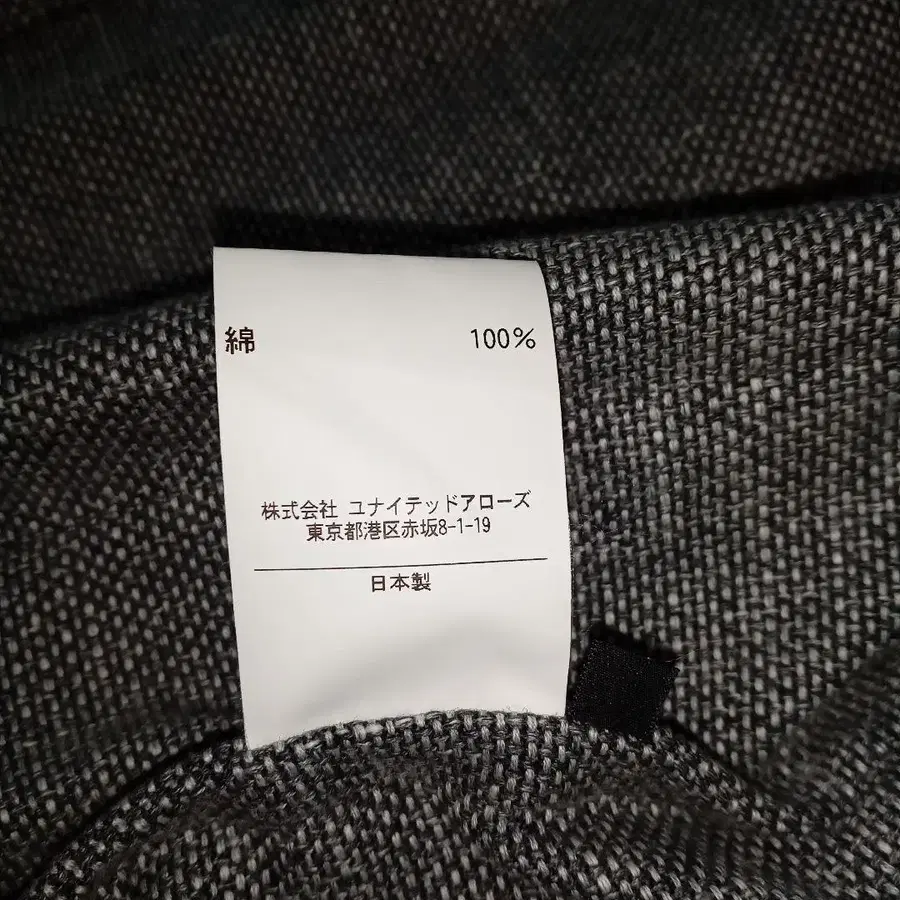 綿 100%
株式会社 ユナイテッドアローズ
東京都港区赤坂8-1-19
日本製